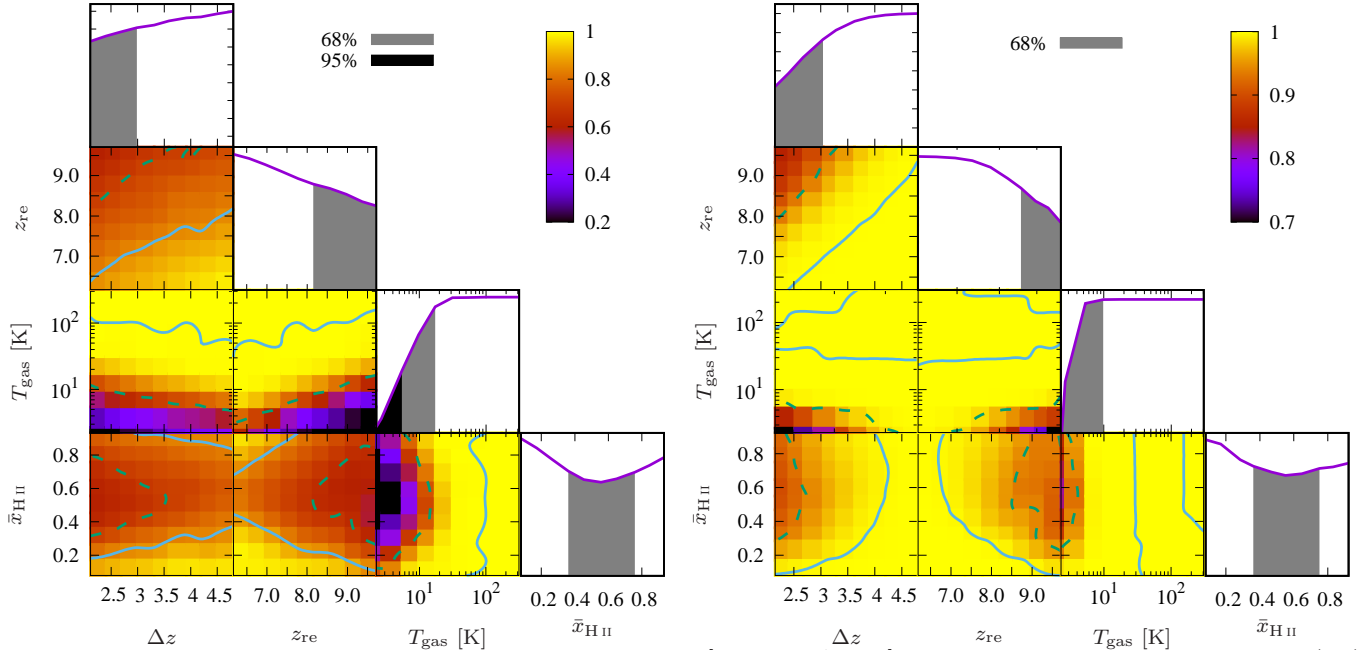 68%
95%
1
0.8
0.6
0.4
0.2
9.0
8.0
7.0
z_re
10^2
10^1
T_gas [K]
0.8
0.6
0.4
0.2
x̄_H II
2.5 3 3.5 4.5
7.0 8.0 9.0
10^1 10^2
0.2 0.4 0.6 0.8
Δz
z_re
T_gas [K]
x̄_H II
68%
1
0.9
0.8
0.7
9.0
8.0
7.0
z_re
10^2
10^1
T_gas [K]
0.8
0.6
0.4
0.2
x̄_H II
2.5 3 3.5 4.5
7.0 8.0 9.0
10^1 10^2
0.2 0.4 0.6 0.8
Δz
z_re
T_gas [K]
x̄_H II